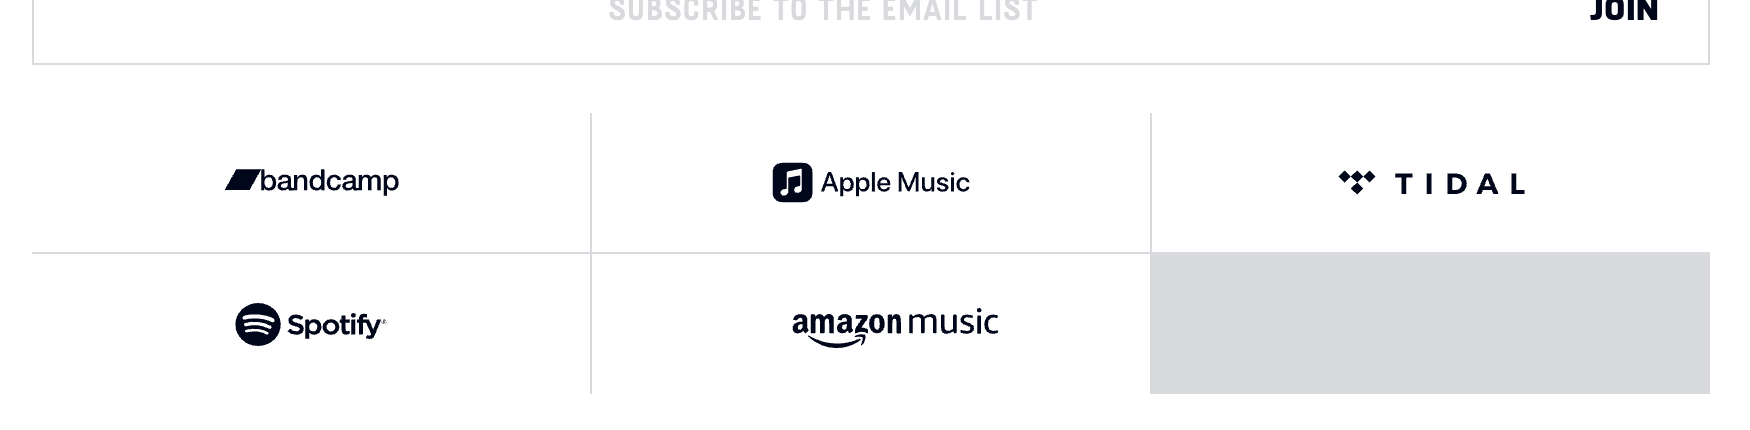 SUBSCRIBE TO THE EMAIL LIST
JOIN
bandcamp
Apple Music
TIDAL
Spotify
amazon music